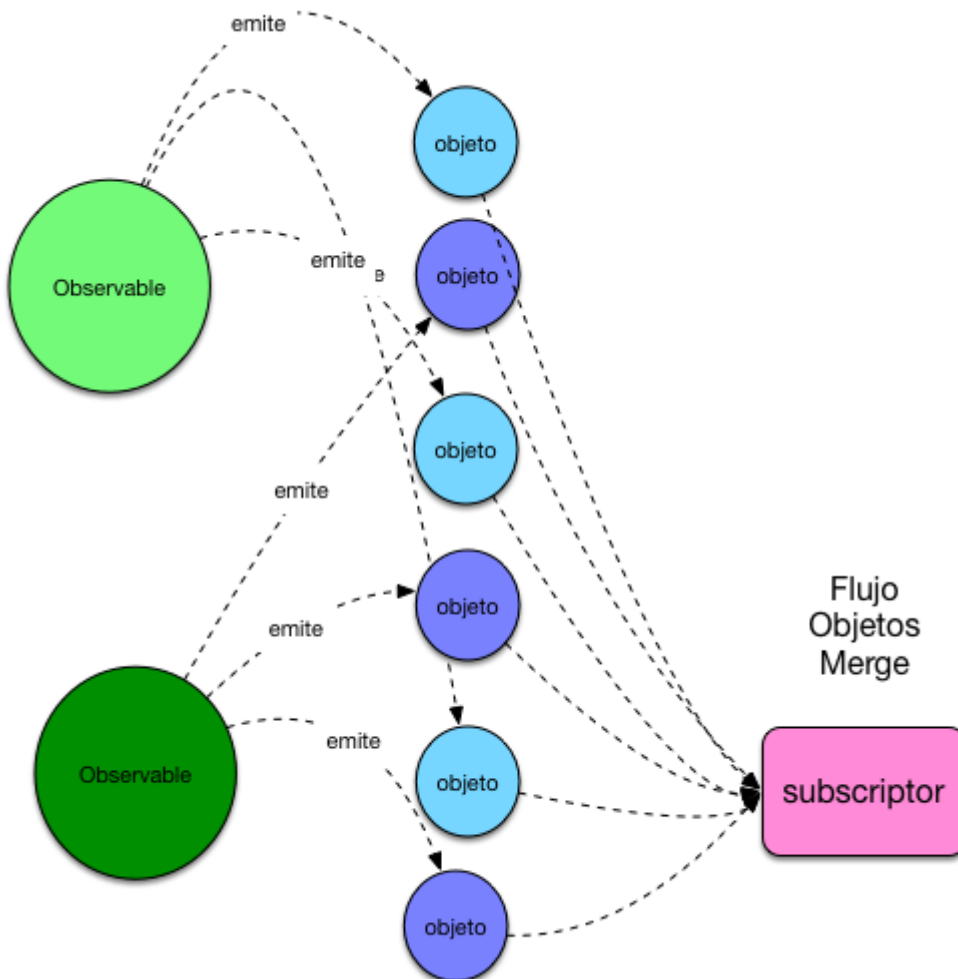 emite
objeto
emite
e
objeto
Observable
objeto
emite
objeto
emite
Flujo
Objetos
Merge
emite
Observable
objeto
subscriptor
objeto